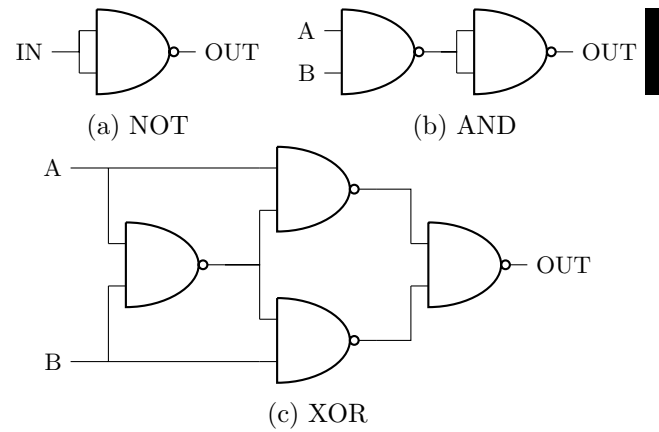 IN OUT A B OUT
(a) NOT (b) AND
A
B
OUT
(c) XOR